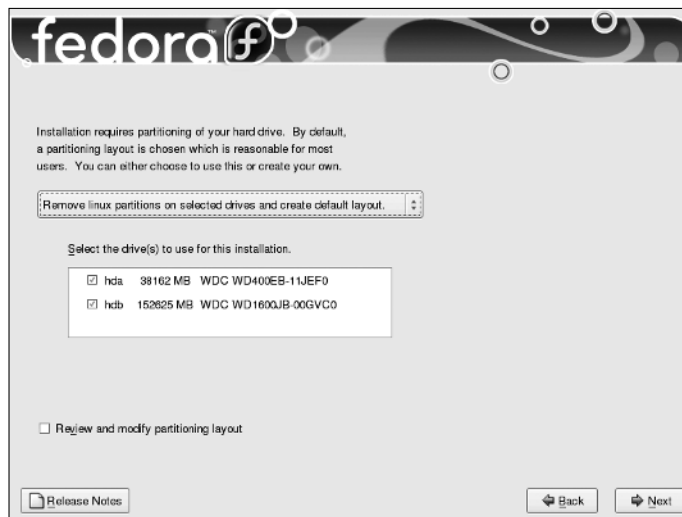 fedora™
Installation requires partitioning of your hard drive. By default,
a partitioning layout is chosen which is reasonable for most
users. You can either choose to use this or create your own.
Remove linux partitions on selected drives and create default layout.
Select the drive(s) to use for this installation.
hda 38162 MB WDC WD400EB-11JEF0
hdb 152625 MB WDC WD1600JB-00GVC0
Review and modify partitioning layout
Release Notes
Back
Next